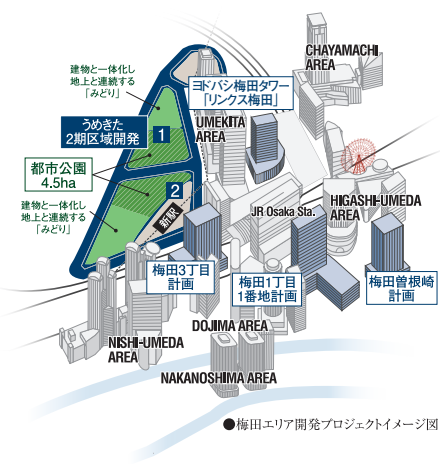 CHAYAMACHI
AREA
建物と一体化し
地上と連続する
「みどり」
ヨドバシ梅田タワー
「リンクス梅田」
うめきた
2期区域開発
1
UMEKITA
AREA
都市公園
4.5ha
2
建物と一体化し
地上と連続する
「みどり」
新駅
JR Osaka Sta.
HIGASHI-UMEDA
AREA
梅田3丁目
計画
梅田1丁目
1番地計画
梅田曽根崎
計画
DOJIMA AREA
NISHI-UMEDA
AREA
NAKANOSHIMA AREA
●梅田エリア開発プロジェクトイメージ図